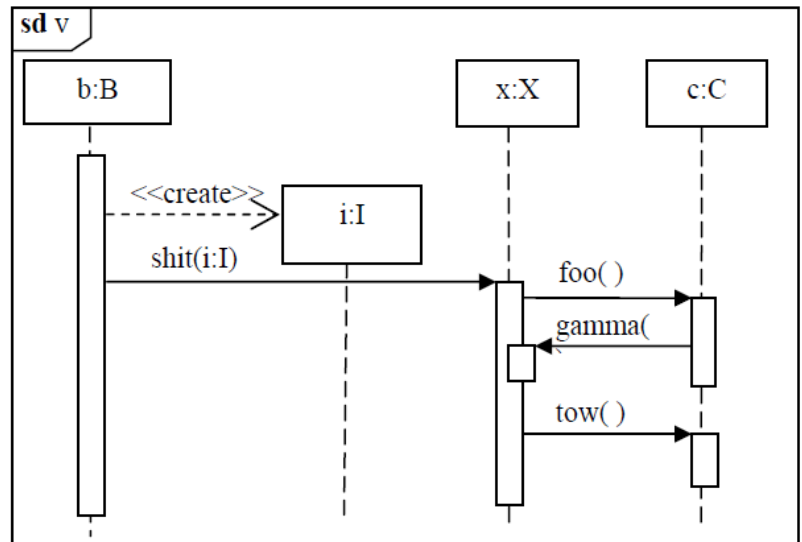 sd v
b:B
x:X
c:C
<<create>>
i:I
shit(i:I)
foo( )
gamma(
tow( )